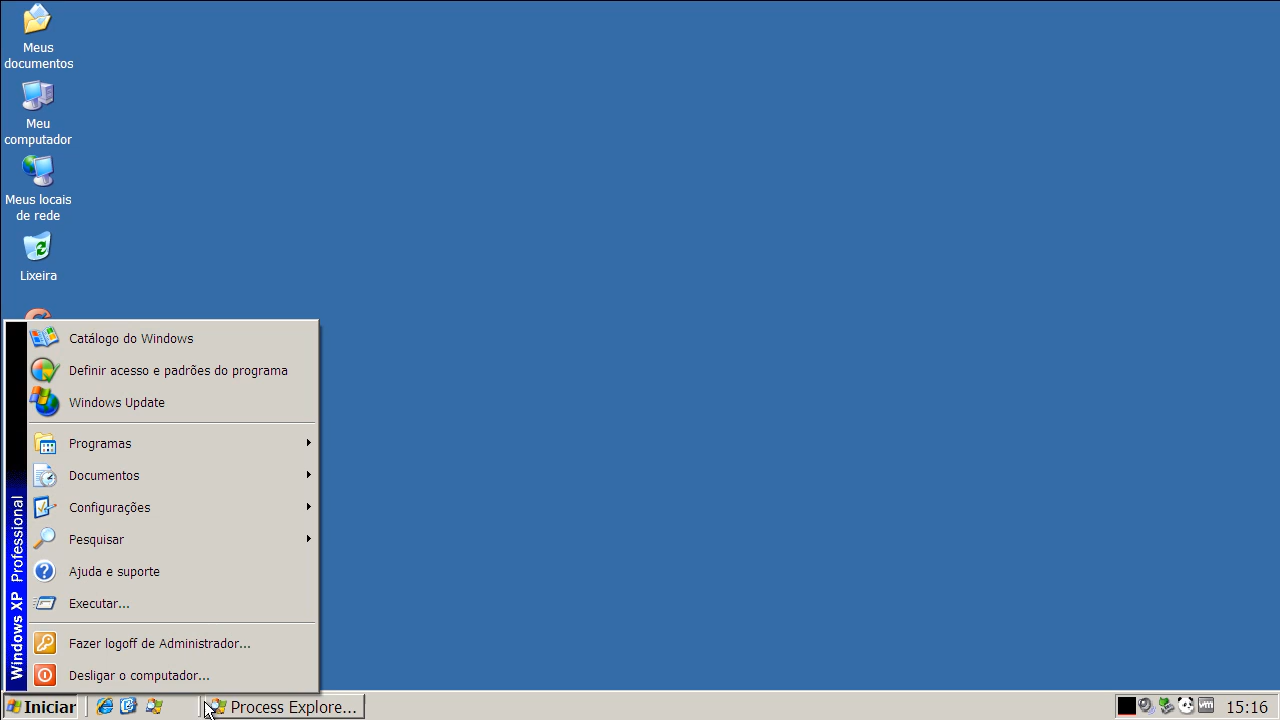 Meus
documentos
Meu
computador
Meus locais
de rede
Lixeira
Catálogo do Windows
Definir acesso e padrões do programa
Windows Update
Programas
Documentos
Configurações
Pesquisar
Ajuda e suporte
Executar...
Fazer logoff de Administrador...
Desligar o computador...
Windows XP Professional
Iniciar
Process Explore...
vm
15:16